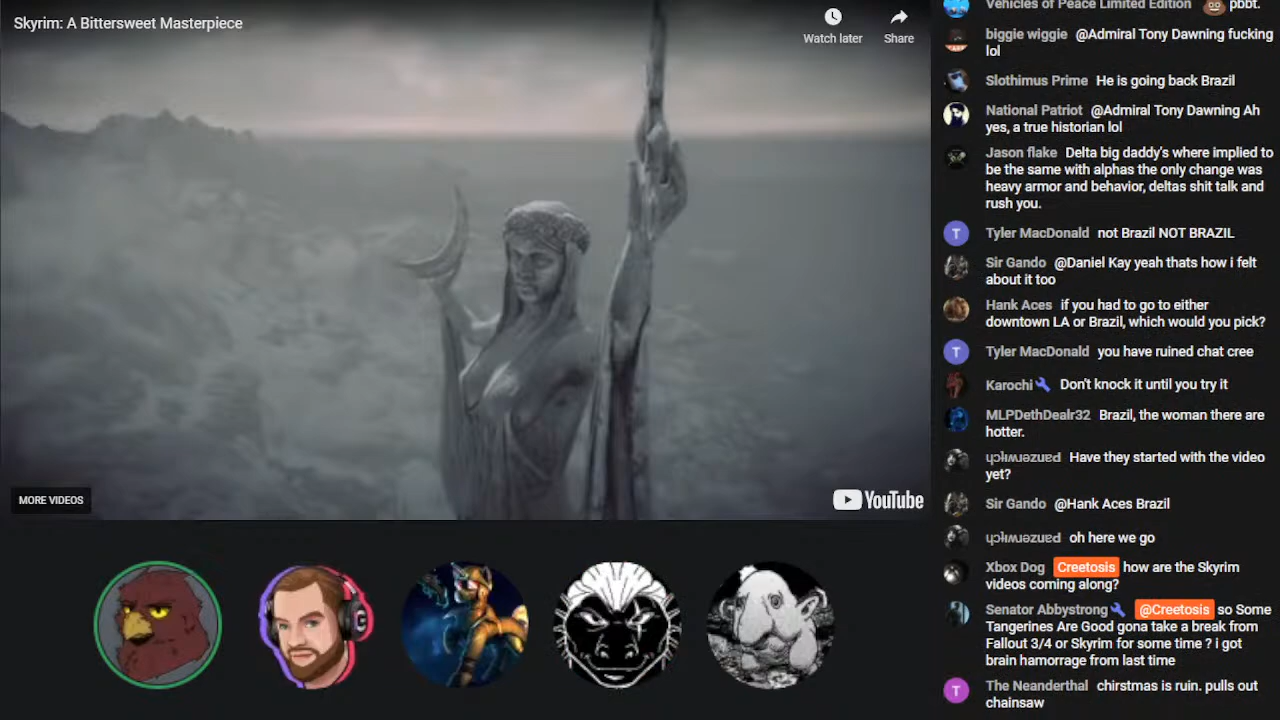 Skyrim: A Bittersweet Masterpiece
Watch later
Share
MORE VIDEOS
YouTube
Vehicles of Peace Limited Edition 💩 pbbt.
biggie wiggie @Admiral Tony Dawning fucking
lol
Slothimus Prime He is going back Brazil
National Patriot @Admiral Tony Dawning Ah
yes, a true historian lol
Jason flake Delta big daddy's where implied to
be the same with alphas the only change was
heavy armor and behavior, deltas shit talk and
rush you.
Tyler MacDonald not Brazil NOT BRAZIL
Sir Gando @Daniel Kay yeah thats how i felt
about it too
Hank Aces if you had to go to either
downtown LA or Brazil, which would you pick?
Tyler MacDonald you have ruined chat cree
Karochi🔧 Don't knock it until you try it
MLPDethDealr32 Brazil, the woman there are
hotter.
Have they started with the video
yet?
Sir Gando @Hank Aces Brazil
oh here we go
Xbox Dog Creetosis how are the Skyrim
videos coming along?
Senator Abbystrong🔧 @Creetosis so Some
Tangerines Are Good gona take a break from
Fallout 3/4 or Skyrim for some time ? i got
brain hamorrage from last time
The Neanderthal chirstmas is ruin. pulls out
chainsaw